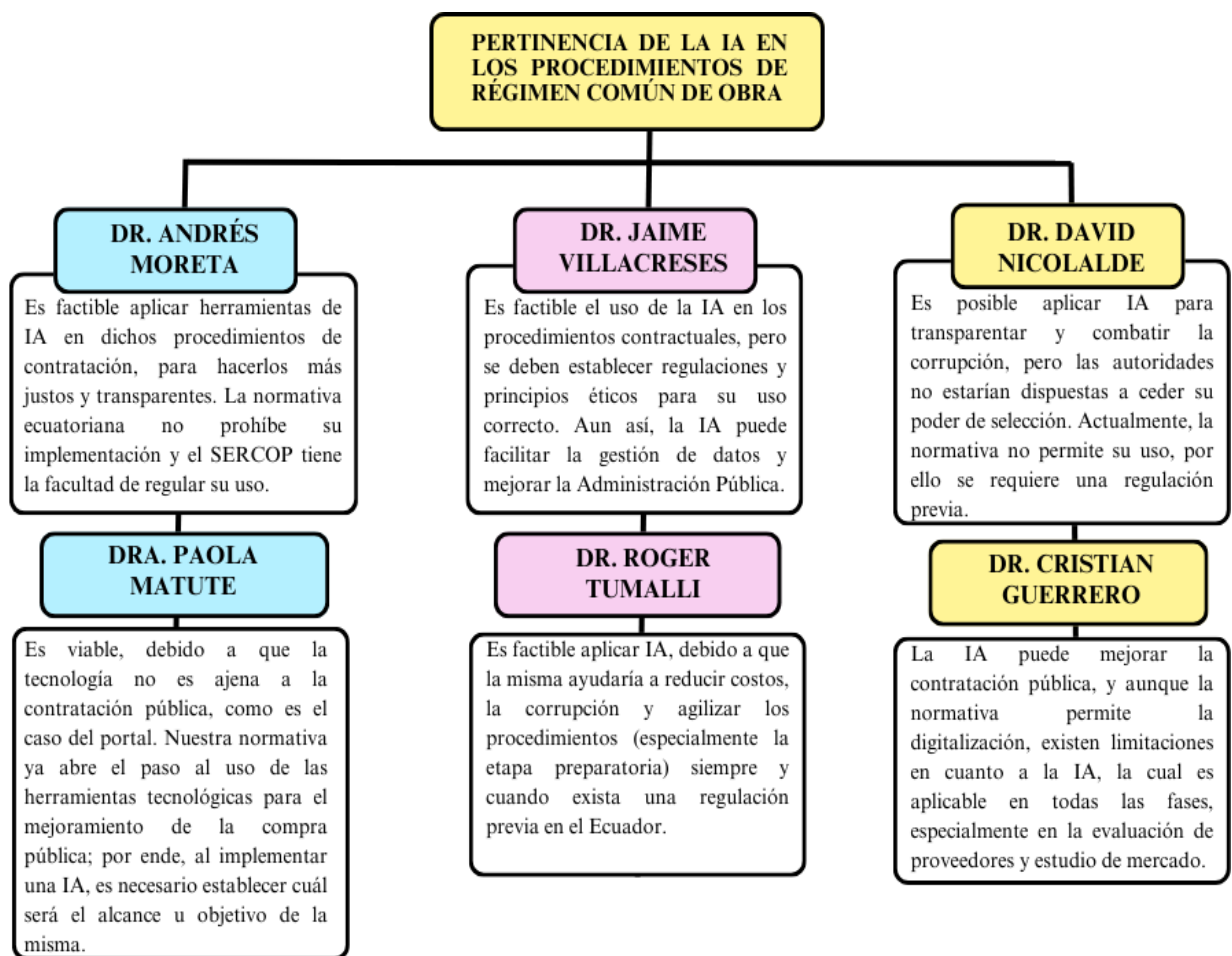 PERTINENCIA DE LA IA EN
LOS PROCEDIMIENTOS DE
RÉGIMEN COMÚN DE OBRA
DR. ANDRÉS
MORETA
Es factible aplicar herramientas de
IA en dichos procedimientos de
contratación, para hacerlos más
justos y transparentes. La normativa
ecuatoriana no prohíbe su
implementación y el SERCOP tiene
la facultad de regular su uso.
DRA. PAOLA
MATUTE
Es viable, debido a que la
tecnología no es ajena a la
contratación pública, como es el
caso del portal. Nuestra normativa
ya abre el paso al uso de las
herramientas tecnológicas para el
mejoramiento de la compra
pública; por ende, al implementar
una IA, es necesario establecer cuál
será el alcance u objetivo de la
misma.
DR. JAIME
VILLACRESES
Es factible el uso de la IA en los
procedimientos contractuales, pero
se deben establecer regulaciones y
principios éticos para su uso
correcto. Aun así, la IA puede
facilitar la gestión de datos y
mejorar la Administración Pública.
DR. ROGER
TUMALLI
Es factible aplicar IA, debido a que
la misma ayudaría a reducir costos,
la corrupción y agilizar los
procedimientos (especialmente la
etapa preparatoria) siempre y
cuando exista una regulación
previa en el Ecuador.
DR. DAVID
NICOLALDE
Es posible aplicar IA para
transparentar y combatir la
corrupción, pero las autoridades
no estarían dispuestas a ceder su
poder de selección. Actualmente, la
normativa no permite su uso, por
ello se requiere una regulación
previa.
DR. CRISTIAN
GUERRERO
La IA puede mejorar la
contratación pública, y aunque la
normativa permite la
digitalización, existen limitaciones
en cuanto a la IA, la cual es
aplicable en todas las fases,
especialmente en la evaluación de
proveedores y estudio de mercado.